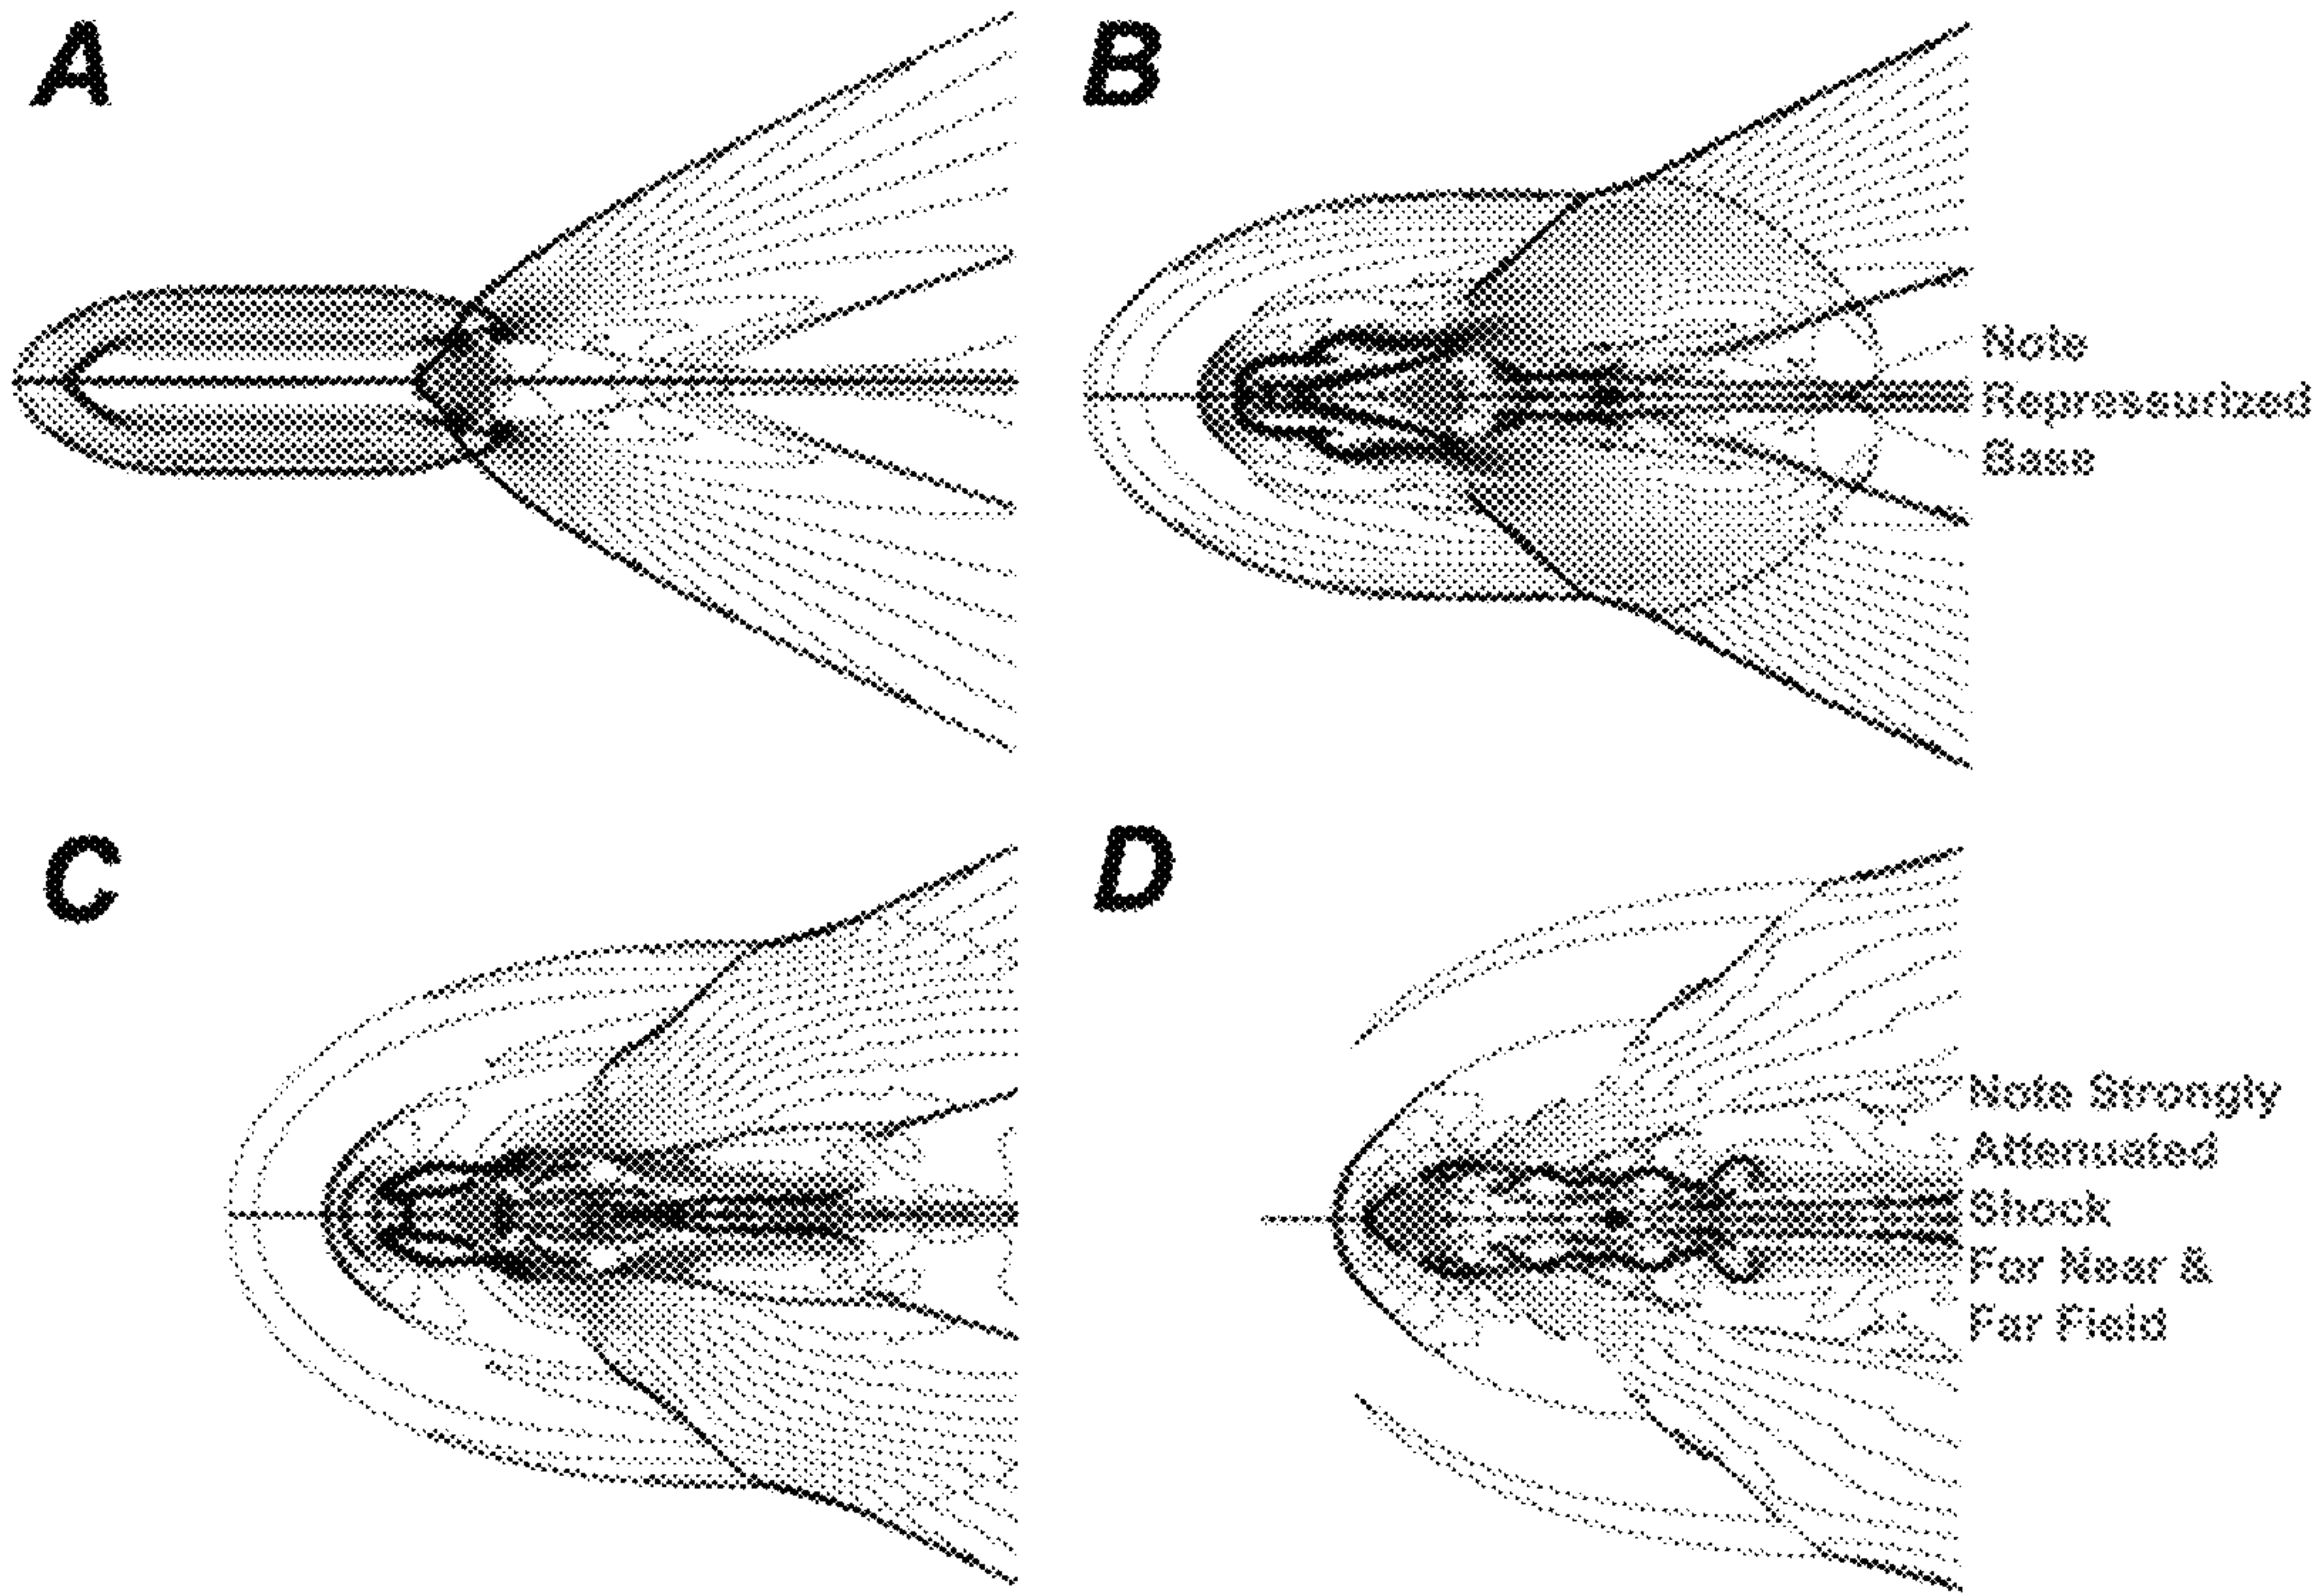 A
B
Note
Repressurized
Base
C
D
Note Strongly
Attenuated
Shock
For Near &
Far Field